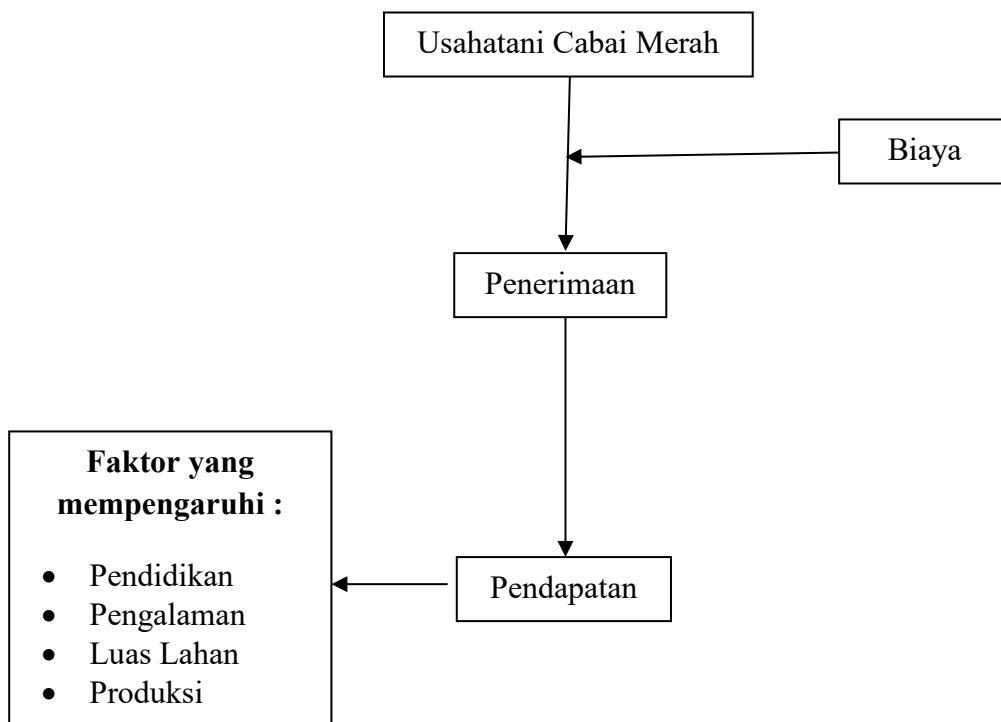 Usahatani Cabai Merah
Biaya
Penerimaan
Pendapatan
Faktor yang
mempengaruhi :
• Pendidikan
• Pengalaman
• Luas Lahan
• Produksi